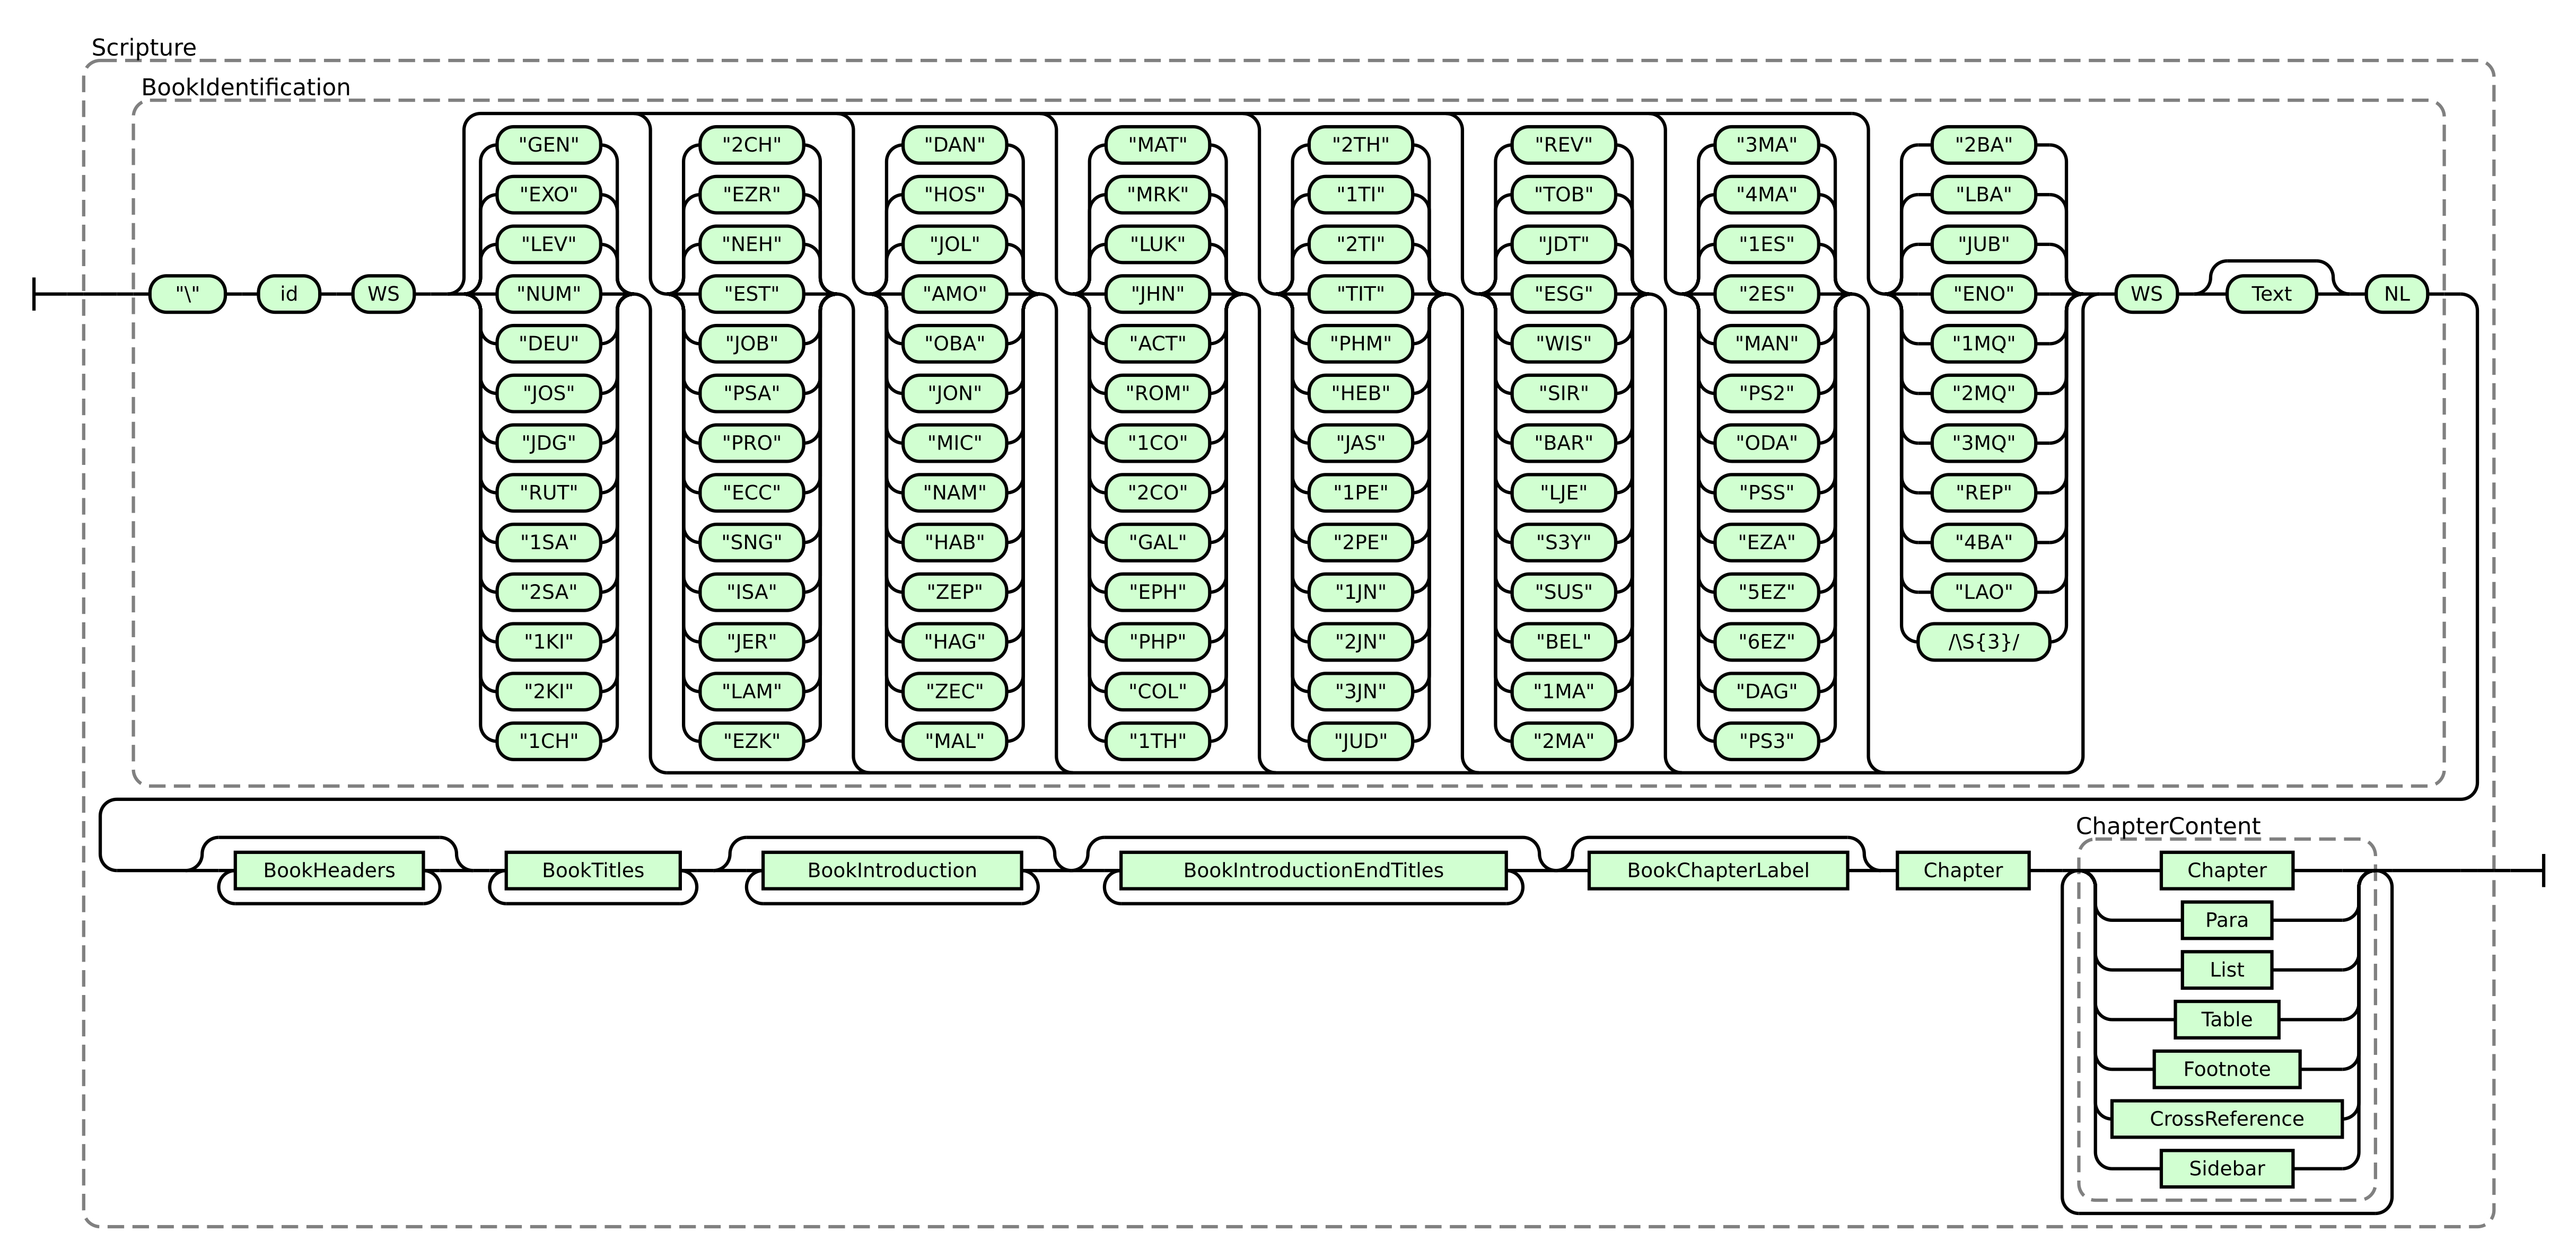 Scripture
BookIdentification
"\" id WS
"GEN"
"EXO"
"LEV"
"NUM"
"DEU"
"JOS"
"JDG"
"RUT"
"1SA"
"2SA"
"1KI"
"2KI"
"1CH"
"2CH"
"EZR"
"NEH"
"EST"
"JOB"
"PSA"
"PRO"
"ECC"
"SNG"
"ISA"
"JER"
"LAM"
"EZK"
"DAN"
"HOS"
"JOL"
"AMO"
"OBA"
"JON"
"MIC"
"NAM"
"HAB"
"ZEP"
"HAG"
"ZEC"
"MAL"
"MAT"
"MRK"
"LUK"
"JHN"
"ACT"
"ROM"
"1CO"
"2CO"
"GAL"
"EPH"
"PHP"
"COL"
"1TH"
"2TH"
"1TI"
"2TI"
"TIT"
"PHM"
"HEB"
"JAS"
"1PE"
"2PE"
"1JN"
"2JN"
"3JN"
"JUD"
"REV"
"TOB"
"JDT"
"ESG"
"WIS"
"SIR"
"BAR"
"LJE"
"S3Y"
"SUS"
"BEL"
"1MA"
"2MA"
"3MA"
"4MA"
"1ES"
"2ES"
"MAN"
"PS2"
"ODA"
"PSS"
"EZA"
"5EZ"
"6EZ"
"DAG"
"PS3"
"2BA"
"LBA"
"JUB"
"ENO"
"1MQ"
"2MQ"
"3MQ"
"REP"
"4BA"
"LAO"
/\S{3}/
WS Text NL
BookHeaders BookTitles BookIntroduction BookIntroductionEndTitles BookChapterLabel Chapter
ChapterContent
Chapter
Para
List
Table
Footnote
CrossReference
Sidebar